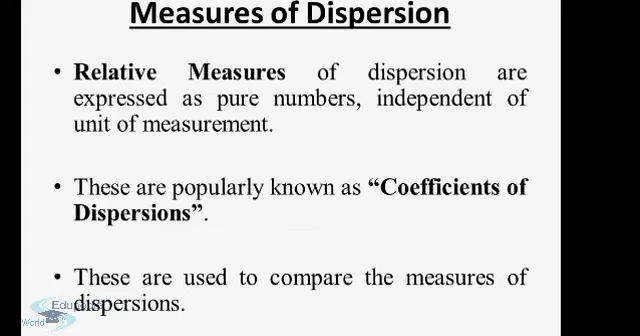 Measures of Dispersion
• Relative Measures of dispersion are
expressed as pure numbers, independent of
unit of measurement.
• These are popularly known as “Coefficients of
Dispersions”.
• These are used to compare the measures of
dispersions.
World